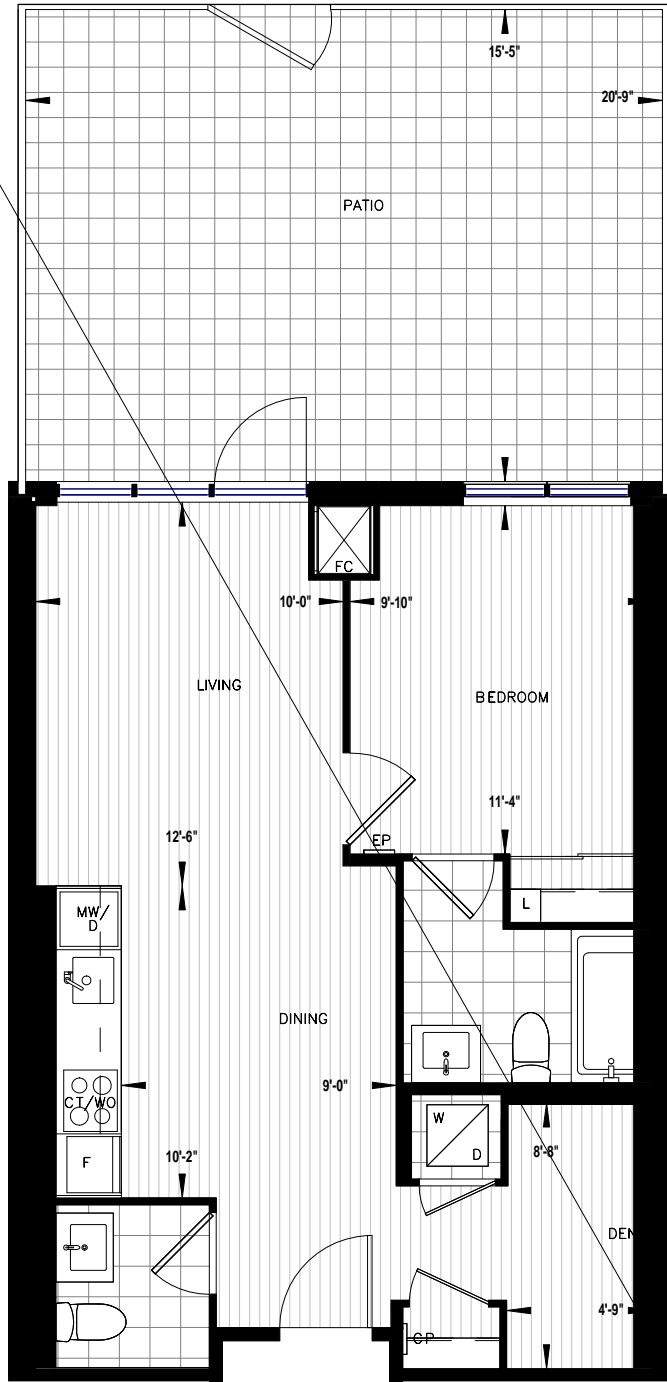 15'-5"
20'-9"
PATIO
FC
10'-0"
9'-10"
LIVING
BEDROOM
11'-4"
12'-6"
EP
MW/
D
L
DINING
CT/WO
9'-0"
W
D
F
10'-2"
8'-8"
DEN
4'-9"
CP